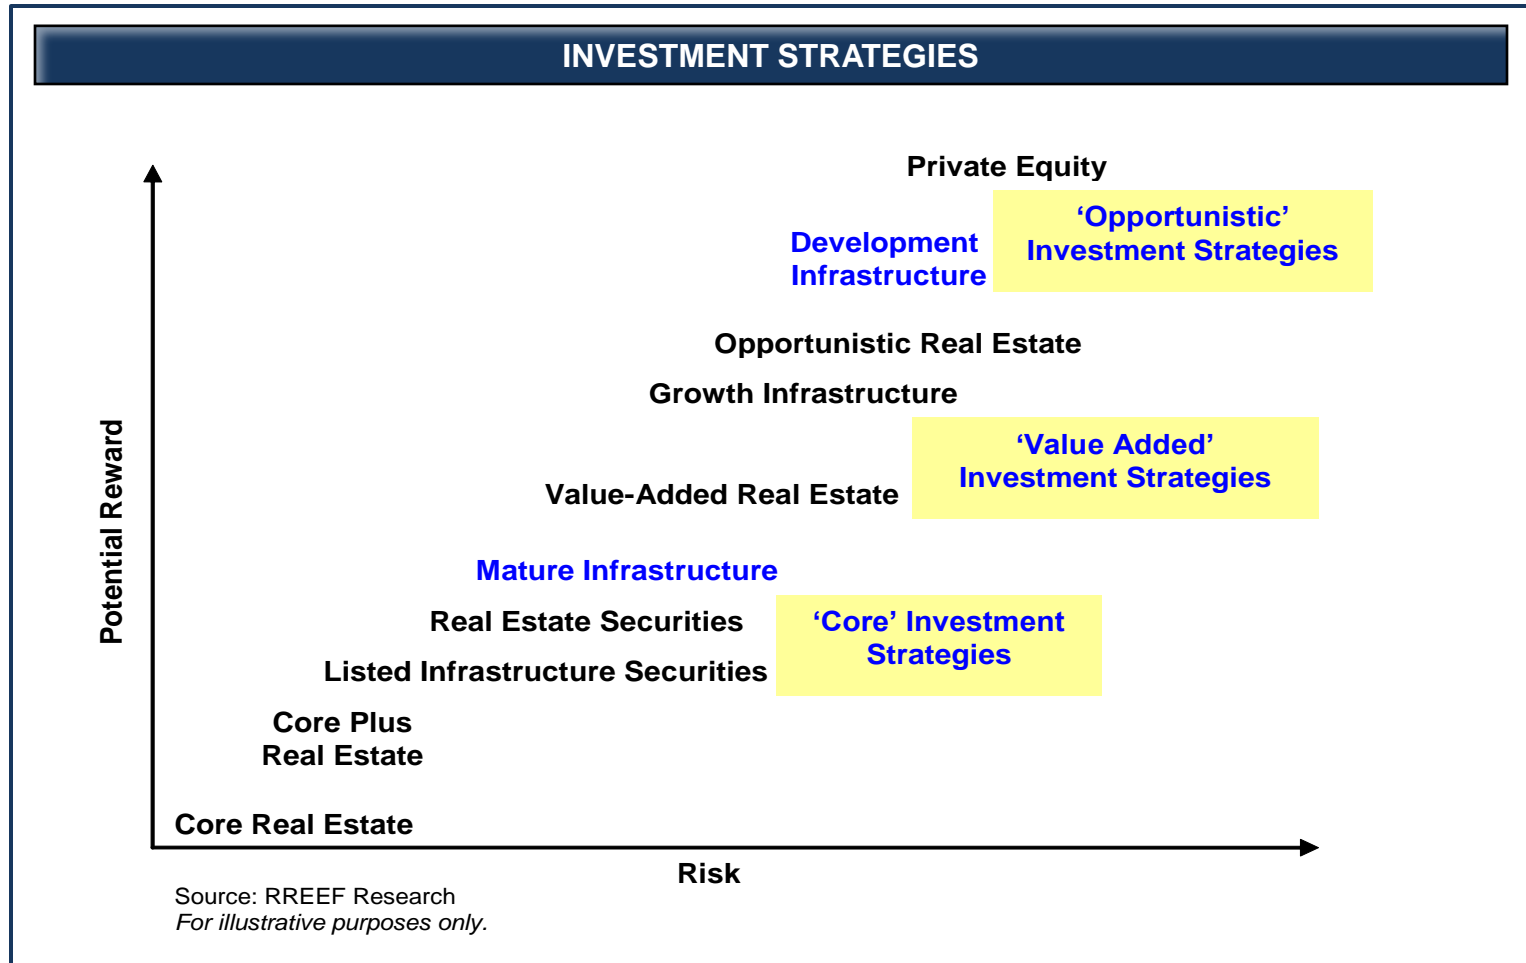 INVESTMENT STRATEGIES
Private Equity
‘Opportunistic’
Investment Strategies
Development
Infrastructure
Opportunistic Real Estate
Growth Infrastructure
‘Value Added’
Investment Strategies
Value-Added Real Estate
Mature Infrastructure
Real Estate Securities
‘Core’ Investment
Strategies
Listed Infrastructure Securities
Core Plus
Real Estate
Core Real Estate
Potential Reward
Risk
Source: RREEF Research
For illustrative purposes only.